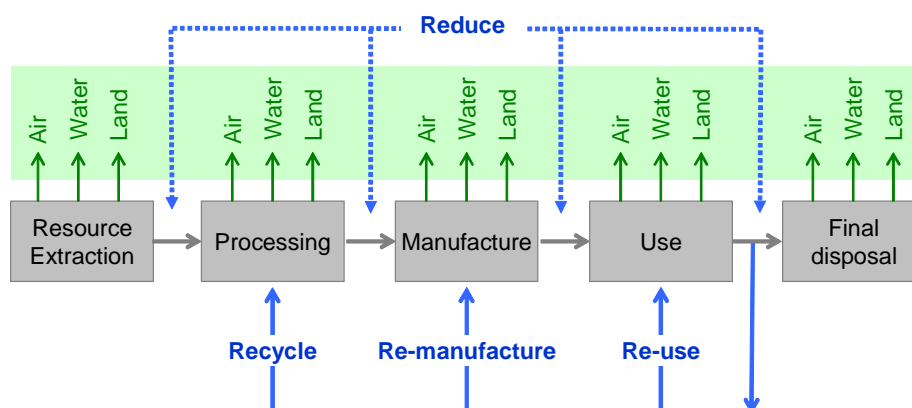 Reduce
Air
Water
Land
Air
Water
Land
Air
Water
Land
Air
Water
Land
Air
Water
Land
Resource
Extraction
Processing
Manufacture
Use
Final
disposal
Recycle
Re-manufacture
Re-use